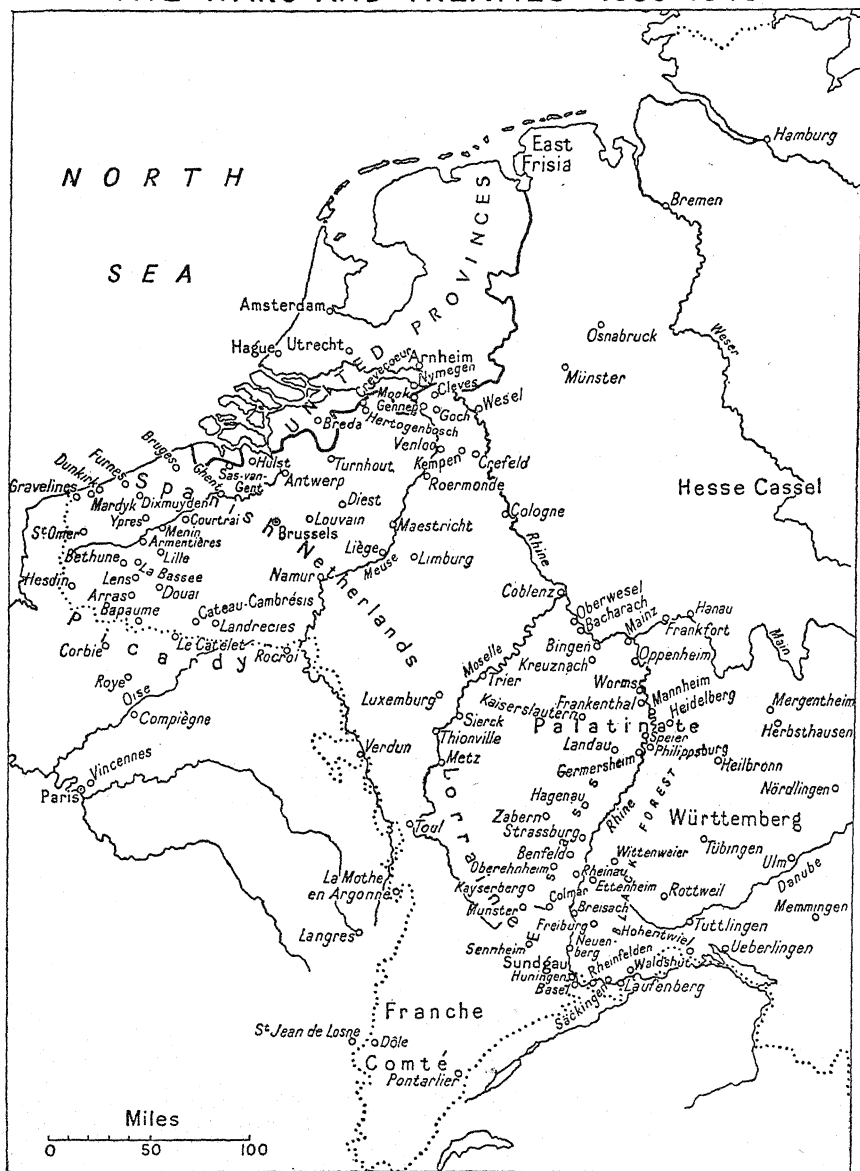 NORTH
SEA
Hamburg
East
Frisia
Bremen
UNITED PROVINCES
Amsterdam
Osnabruck
Weser
Hague
Utrecht
Crevecoeur
Arnheim
Nymegen
Münster
Mook
Cleves
Gennep
Goch
Wesel
Hertogenbosch
Breda
Venloo
Kempen
Crefeld
Bruges
Hulst
Turnhout
Furnes
Ghent
Sas-van-
Gent
Antwerp
Roermonde
Dunkirk
Gravelines
Mardyk
Dixmuyden
Diest
Hesse Cassel
Spanish Netherlands
Ypres
Courtrai
Louvain
Cologne
Brussels
Maestricht
St Omer
Menin
Armentières
Rhine
Lille
Liège
Limburg
Bethune
La Bassee
Meuse
Hesdin
Lens
Douai
Namur
Arras
Coblenz
Bapaume
Cateau-Cambrésis
Oberwesel
Bacharach
Hanau
Landrecies
Mainz
Frankfort
Picardy
Le Catelet
Bingen
Main
Corbie
Rocroi
Kreuznach
Oppenheim
Moselle
Trier
Roye
Worms
Oise
Luxemburg
Kaiserslautern
Frankenthal
Mannheim
Heidelberg
Mergentheim
Compiègne
Sierck
Palatinate
Herbsthausen
Thionville
Speier
Verdun
Landau
Philippsburg
Metz
Germersheim
Heilbronn
Vincennes
Paris
Lorraine
Hagenau
Nördlingen
Zabern
Rhine
Elsass
BLACK FOREST
Württemberg
Toul
Strassburg
Wittenweier
Tübingen
Benfeld
Ulm
Oberehnheim
Rheinau
Danube
La Mothe
en Argonne
Kayserberg
Colmar
Ettenheim
Rottweil
Munster
Breisach
Memmingen
Langres
Freiburg
Hohentwiel
Tuttlingen
Sennheim
Neuen-
berg
Ueberlingen
Sundgau
Rheinfelden
Waldshut
Huningen
Basel
Säckingen
Laufenberg
Franche
Comté
St Jean de Losne
Dôle
Pontarlier
Miles
0 50 100